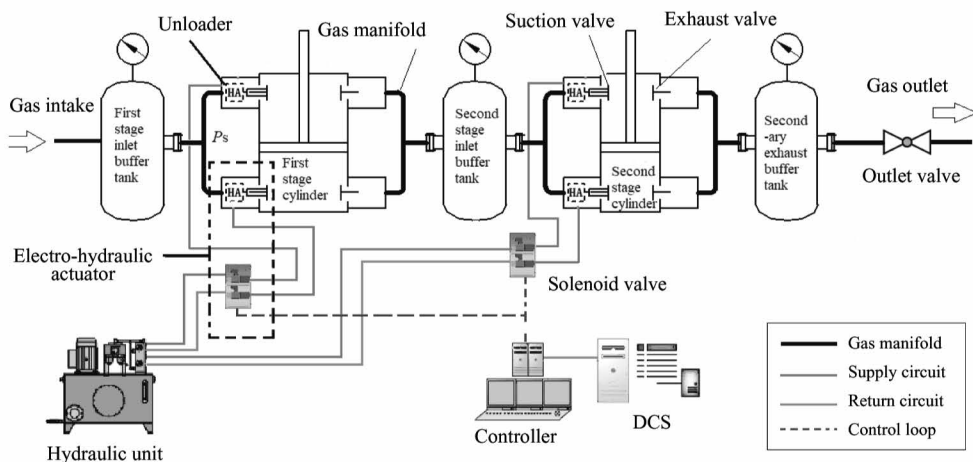 Unloader
Gas manifold
Suction valve
Exhaust valve
Gas outlet
Gas intake
First
stage
inlet
buffer
tank
HA
Ps
First
stage
cylinder
HA
Second
stage
inlet
buffer
tank
HA
Second
stage
cylinder
HA
Second
-ary
exhaust
buffer
tank
Outlet valve
Electro-hydraulic
actuator
Solenoid valve
Hydraulic unit
Controller
DCS
Gas manifold
Supply circuit
Return circuit
Control loop